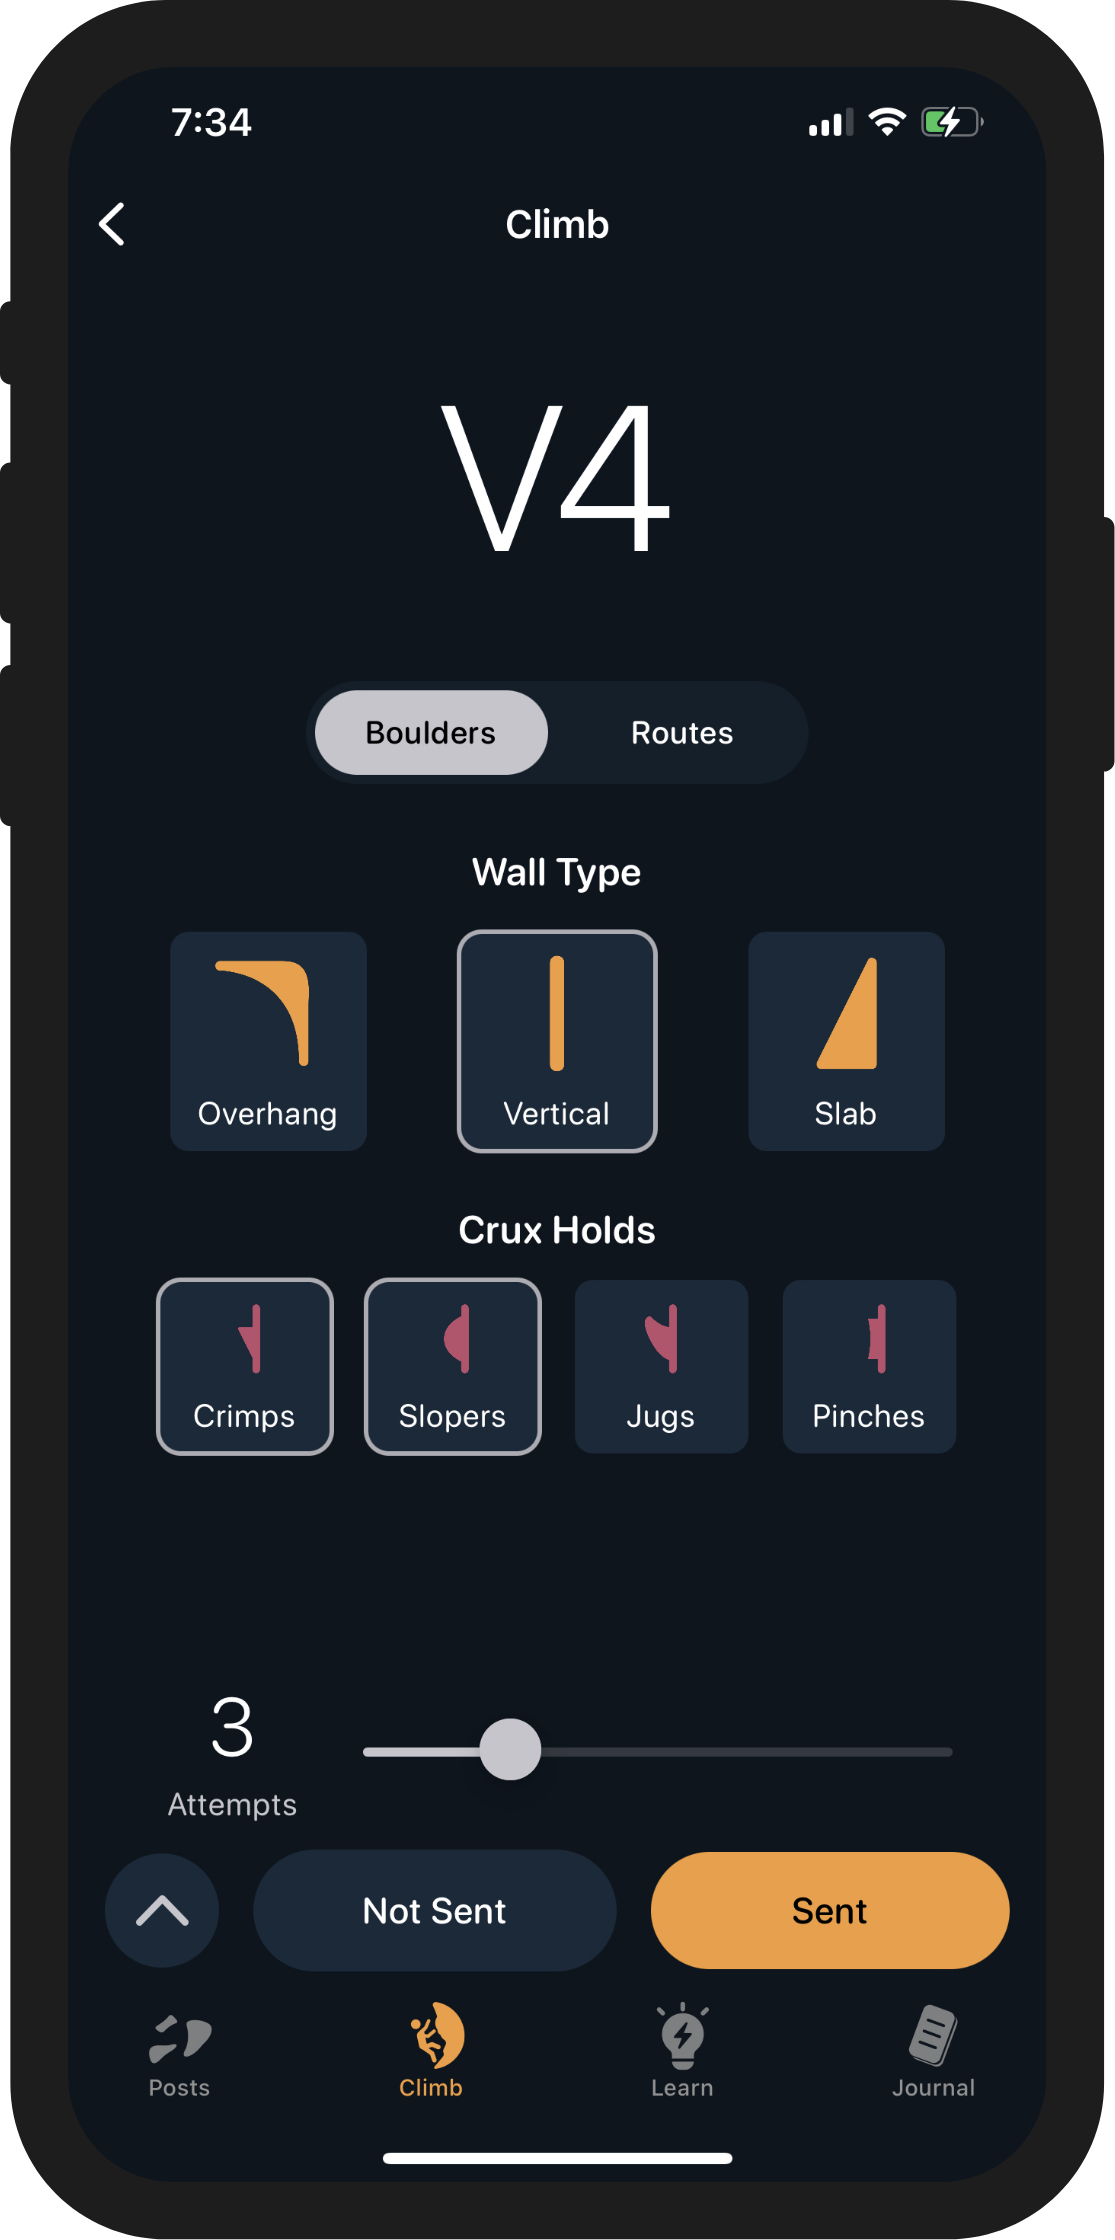 7:34
Climb
V4
Boulders Routes
Wall Type
Overhang Vertical Slab
Crux Holds
Crimps Slopers Jugs Pinches
3
Attempts
Not Sent Sent
Posts Climb Learn Journal